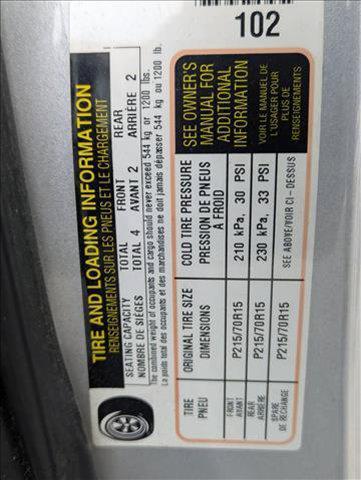 102
TIRE AND LOADING INFORMATION
RENSEIGNEMENTS SUR LES PNEUS ET LE CHARGEMENT
SEATING CAPACITY TOTAL FRONT REAR
NOMBRE DE SIÈGES TOTAL 4 AVANT 2 ARRIÈRE 2
The combined weight of occupants and cargo should never exceed 544 kg or 1200 lbs.
Le poids total des occupants et des marchandises ne doit jamais dépasser 544 kg ou 1200 lb.
TIRE ORIGINAL TIRE SIZE COLD TIRE PRESSURE
PNEU DIMENSIONS PRESSION DE PNEUS
À FROID
FRONT
AVANT P215/70R15 210 kPa, 30 PSI
REAR
ARRIÈRE P215/70R15 230 kPa, 33 PSI
SPARE
DE RECHANGE P215/70R15 SEE ABOVE/VOIR CI-DESSUS
SEE OWNER'S
MANUAL FOR
ADDITIONAL
INFORMATION
VOIR LE MANUEL DE
L'USAGER POUR
PLUS DE
RENSEIGNEMENTS